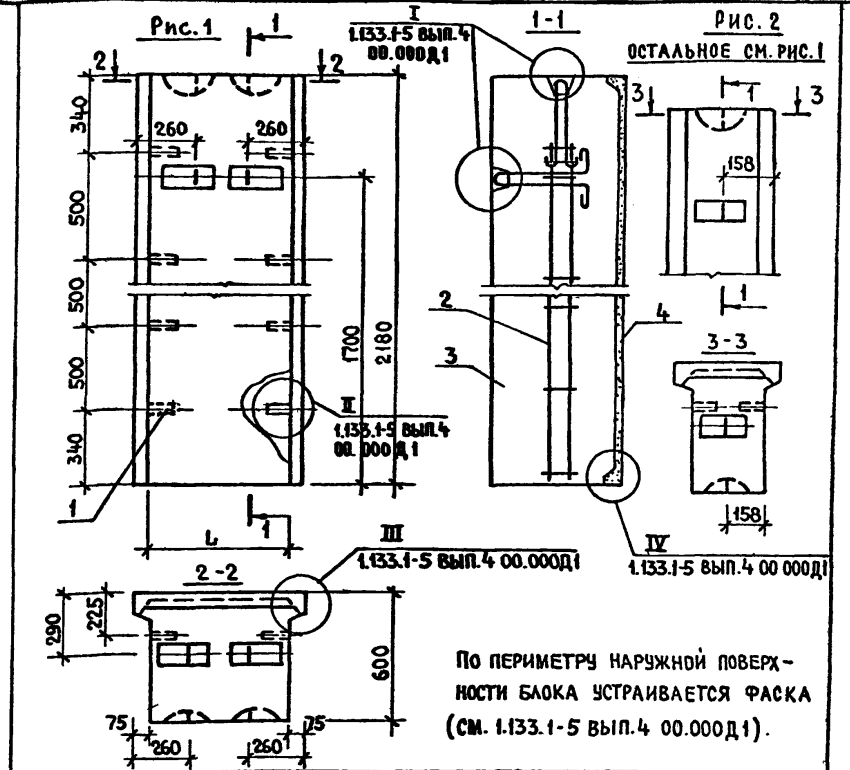 Рис. 1
1
2
2
340
500
500
500
340
260
260
1700
2180
1
1
L
II
1.133.1-5 ВЫП.4
00.000Д1
I
1.133.1-5 ВЫП.4
00.000Д1
1-1
2
3
4
IV
1.133.1-5 ВЫП.4 00 000Д1
РИС. 2
ОСТАЛЬНОЕ СМ. РИС. 1
1
3
3
158
1
3-3
158
III
1.133.1-5 ВЫП.4 00.000Д1
2-2
290
225
600
75
75
260
260
ПО ПЕРИМЕТРУ НАРУЖНОЙ ПОВЕРХ-
НОСТИ БЛОКА УСТРАИВАЕТСЯ ФАСКА
(СМ. 1.133.1-5 ВЫП.4 00.000Д1).